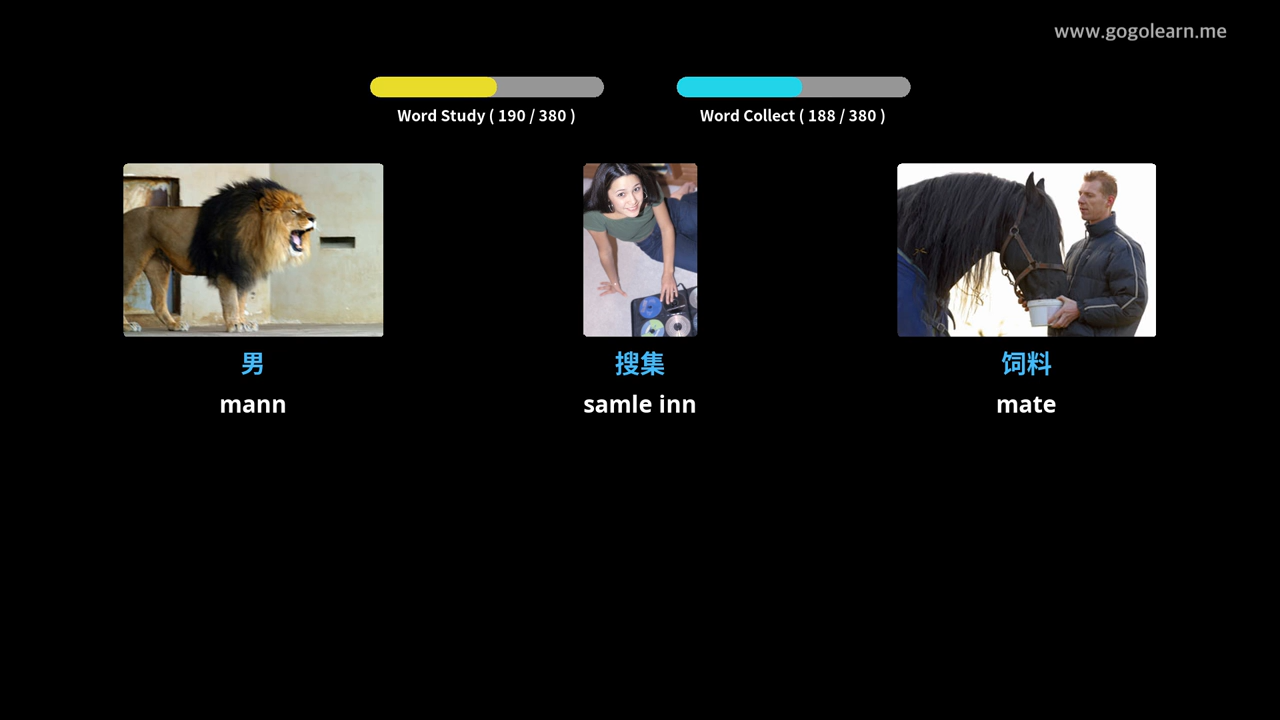 www.gogolearn.me
Word Study ( 190 / 380 )
Word Collect ( 188 / 380 )
男
mann
搜集
samle inn
饲料
mate